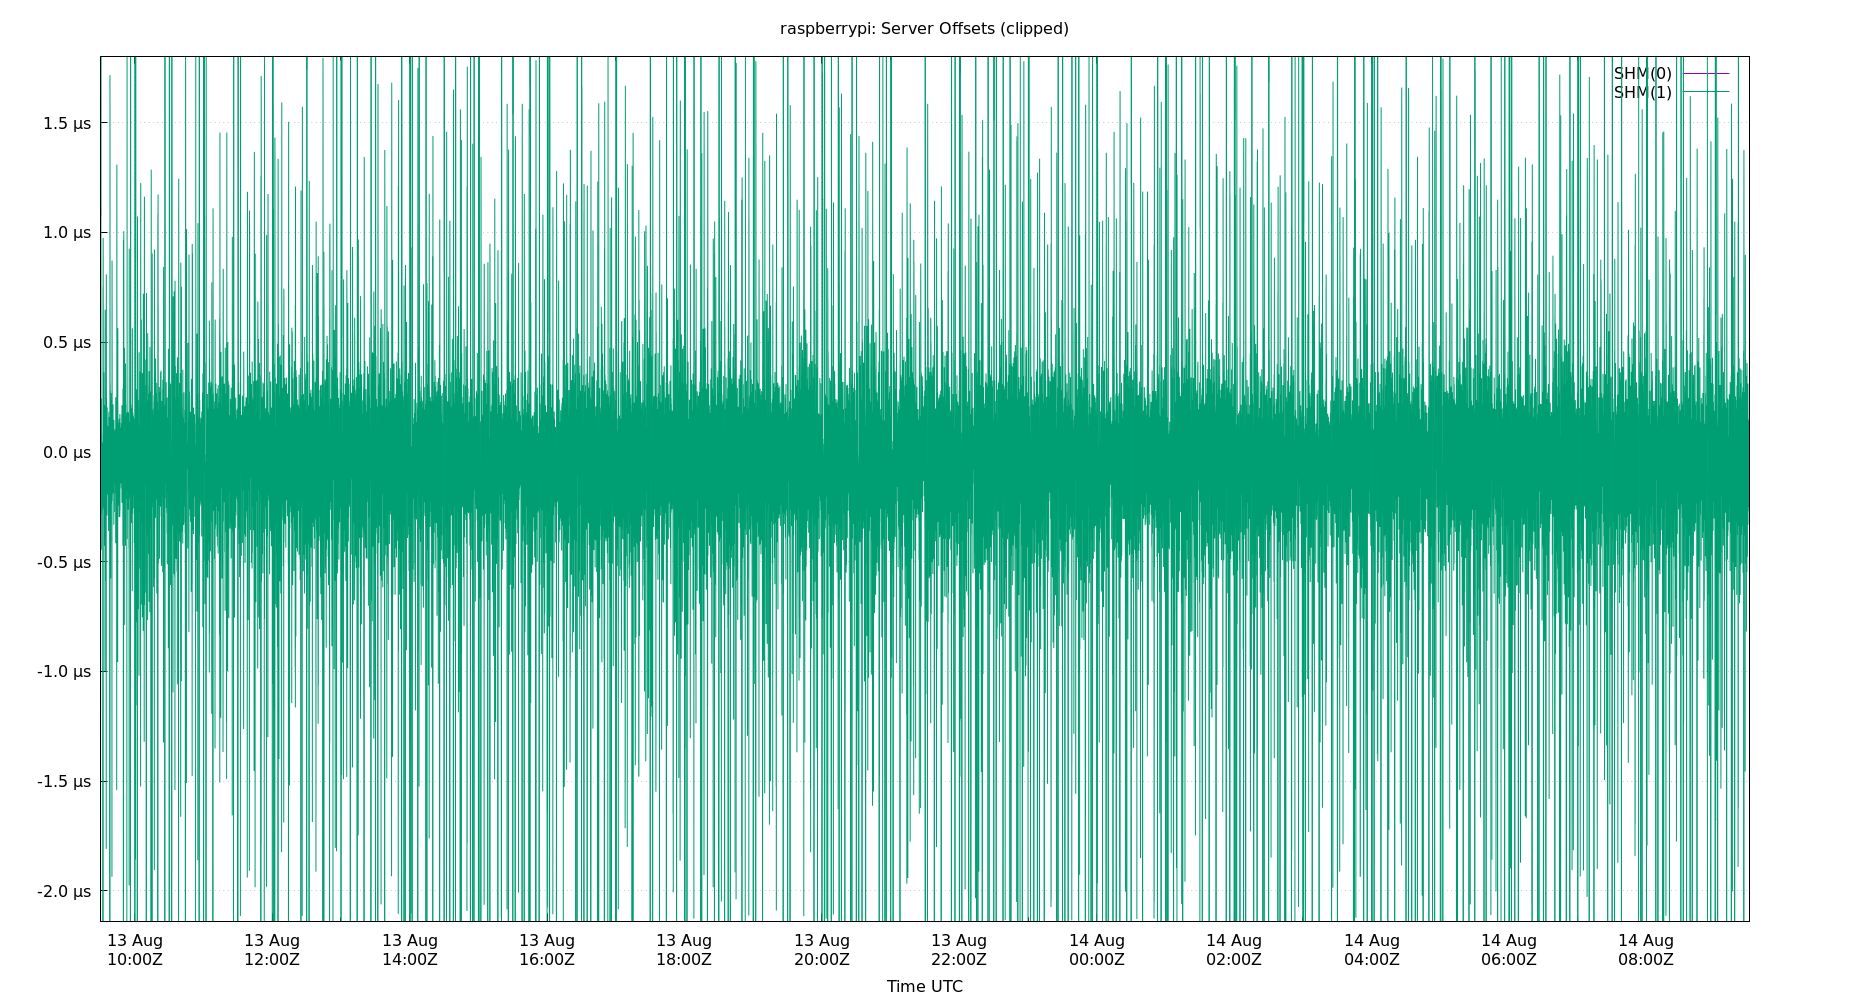 raspberrypi: Server Offsets (clipped)
SHM(0)
SHM(1)
1.5 µs
1.0 µs
0.5 µs
0.0 µs
-0.5 µs
-1.0 µs
-1.5 µs
-2.0 µs
13 Aug 13 Aug 13 Aug 13 Aug 13 Aug 13 Aug 13 Aug 14 Aug 14 Aug 14 Aug 14 Aug 14 Aug
10:00Z 12:00Z 14:00Z 16:00Z 18:00Z 20:00Z 22:00Z 00:00Z 02:00Z 04:00Z 06:00Z 08:00Z
Time UTC